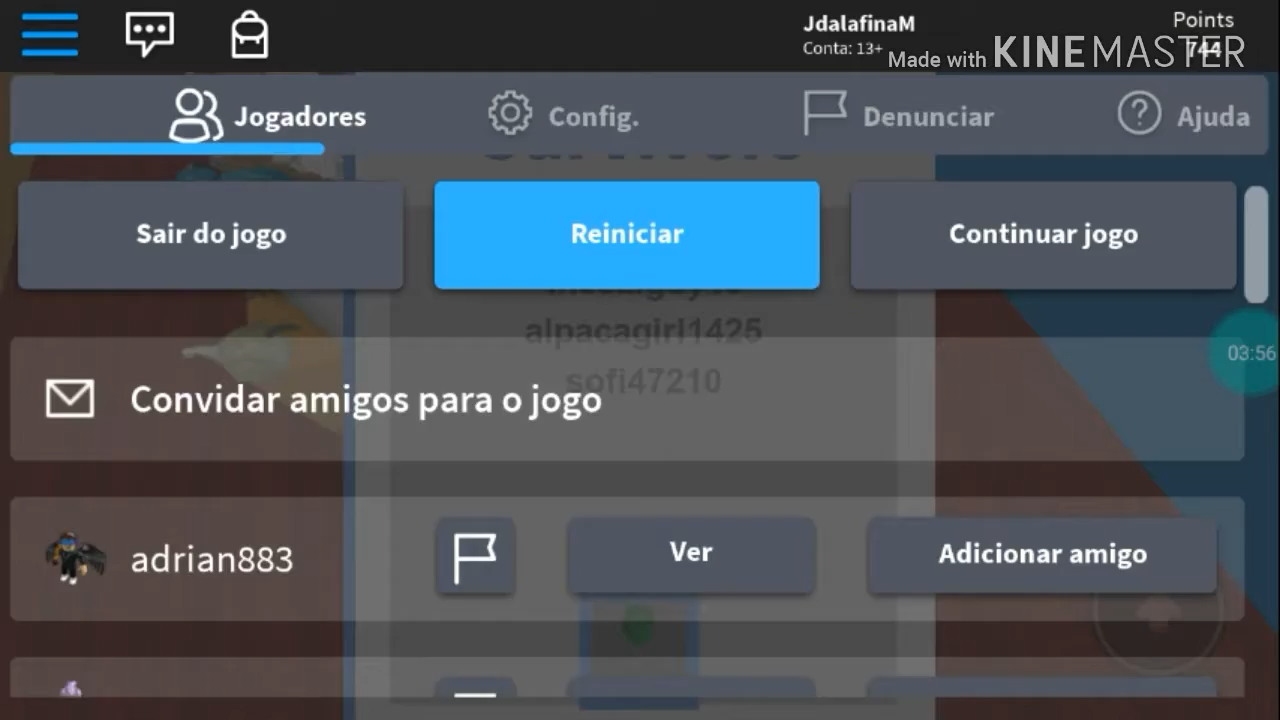 JdalafinaM
Conta: 13+
Points
744
Made with KINEMASTER
Jogadores
Config.
Denunciar
Ajuda
Sair do jogo
Reiniciar
Continuar jogo
alpacagirl1425
sofi47210
03:56
Convidar amigos para o jogo
adrian883
Ver
Adicionar amigo